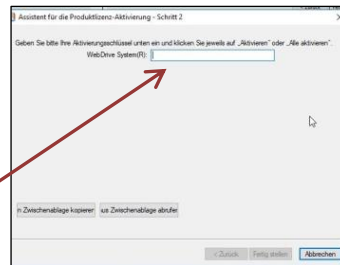 Assistent für die Produktlizenz-Aktivierung - Schritt 2
Geben Sie bitte Ihre Aktivierungsschlüssel unten ein und klicken Sie jeweils auf „Aktivieren" oder „Alle aktivieren".
WebDrive System(R):
n Zwischenablage kopieren
us Zwischenablage abrufen
< Zurück
Fertig stellen
Abbrechen